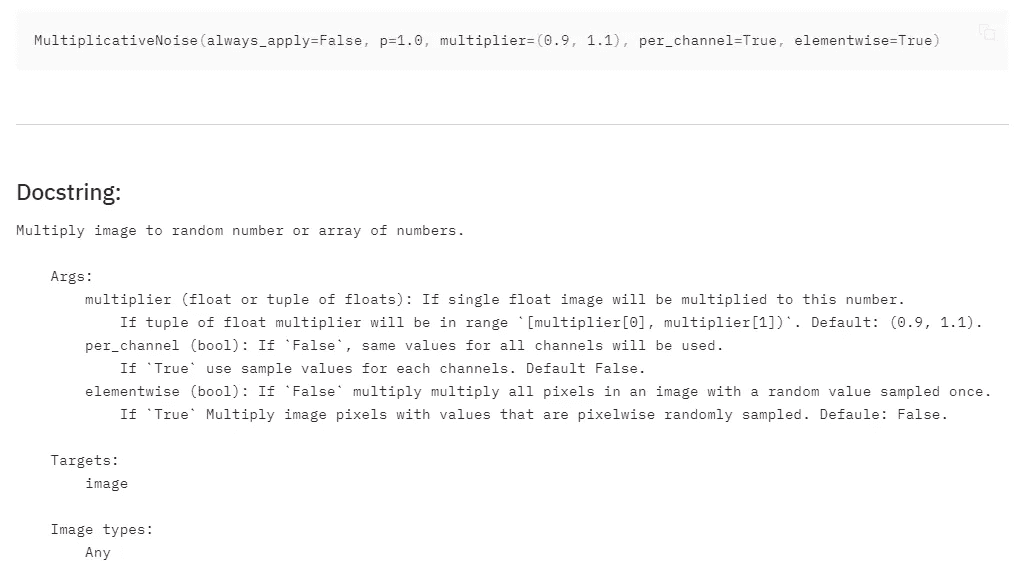 MultiplicativeNoise(always_apply=False, p=1.0, multiplier=(0.9, 1.1), per_channel=True, elementwise=True)
Docstring:
Multiply image to random number or array of numbers.
Args:
multiplier (float or tuple of floats): If single float image will be multiplied to this number.
If tuple of float multiplier will be in range `[multiplier[0], multiplier[1])`. Default: (0.9, 1.1).
per_channel (bool): If `False`, same values for all channels will be used.
If `True` use sample values for each channels. Default False.
elementwise (bool): If `False` multiply multiply all pixels in an image with a random value sampled once.
If `True` Multiply image pixels with values that are pixelwise randomly sampled. Defaule: False.
Targets:
image
Image types:
Any